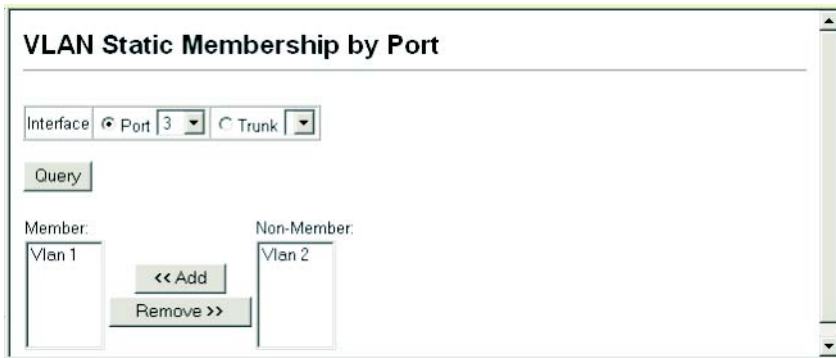 VLAN Static Membership by Port
Interface Port 3 Trunk
Query
Member: Non-Member:
Vlan 1 Vlan 2
<< Add
Remove >>